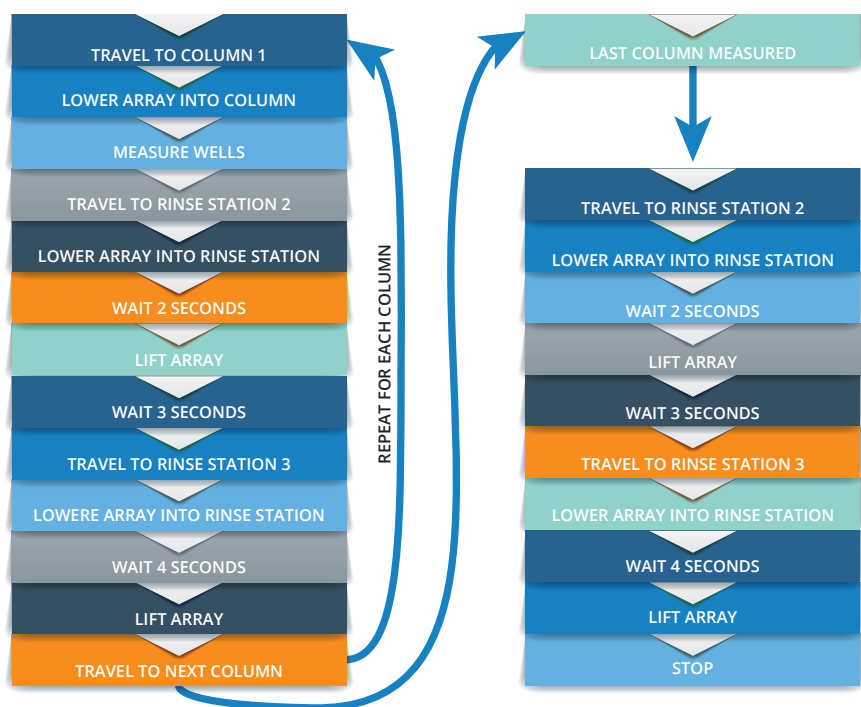 TRAVEL TO COLUMN 1
LOWER ARRAY INTO COLUMN
MEASURE WELLS
TRAVEL TO RINSE STATION 2
LOWER ARRAY INTO RINSE STATION
WAIT 2 SECONDS
LIFT ARRAY
WAIT 3 SECONDS
TRAVEL TO RINSE STATION 3
LOWERE ARRAY INTO RINSE STATION
WAIT 4 SECONDS
LIFT ARRAY
TRAVEL TO NEXT COLUMN
REPEAT FOR EACH COLUMN
LAST COLUMN MEASURED
TRAVEL TO RINSE STATION 2
LOWER ARRAY INTO RINSE STATION
WAIT 2 SECONDS
LIFT ARRAY
WAIT 3 SECONDS
TRAVEL TO RINSE STATION 3
LOWER ARRAY INTO RINSE STATION
WAIT 4 SECONDS
LIFT ARRAY
STOP